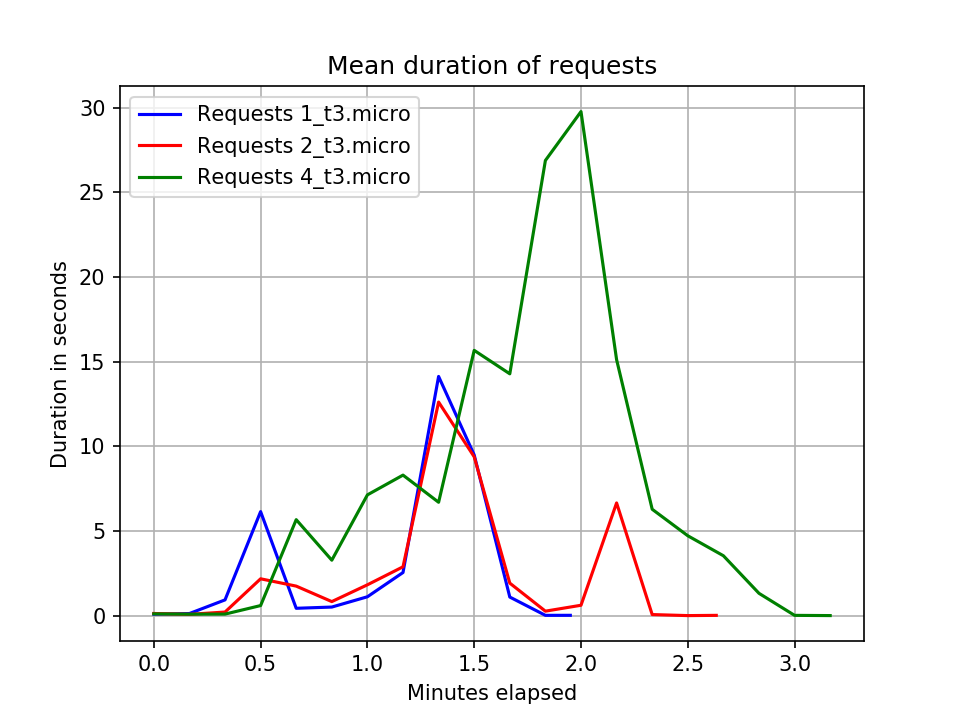 Mean duration of requests
Requests 1_t3.micro
Requests 2_t3.micro
Requests 4_t3.micro
Duration in seconds
30
25
20
15
10
5
0
0.0 0.5 1.0 1.5 2.0 2.5 3.0
Minutes elapsed